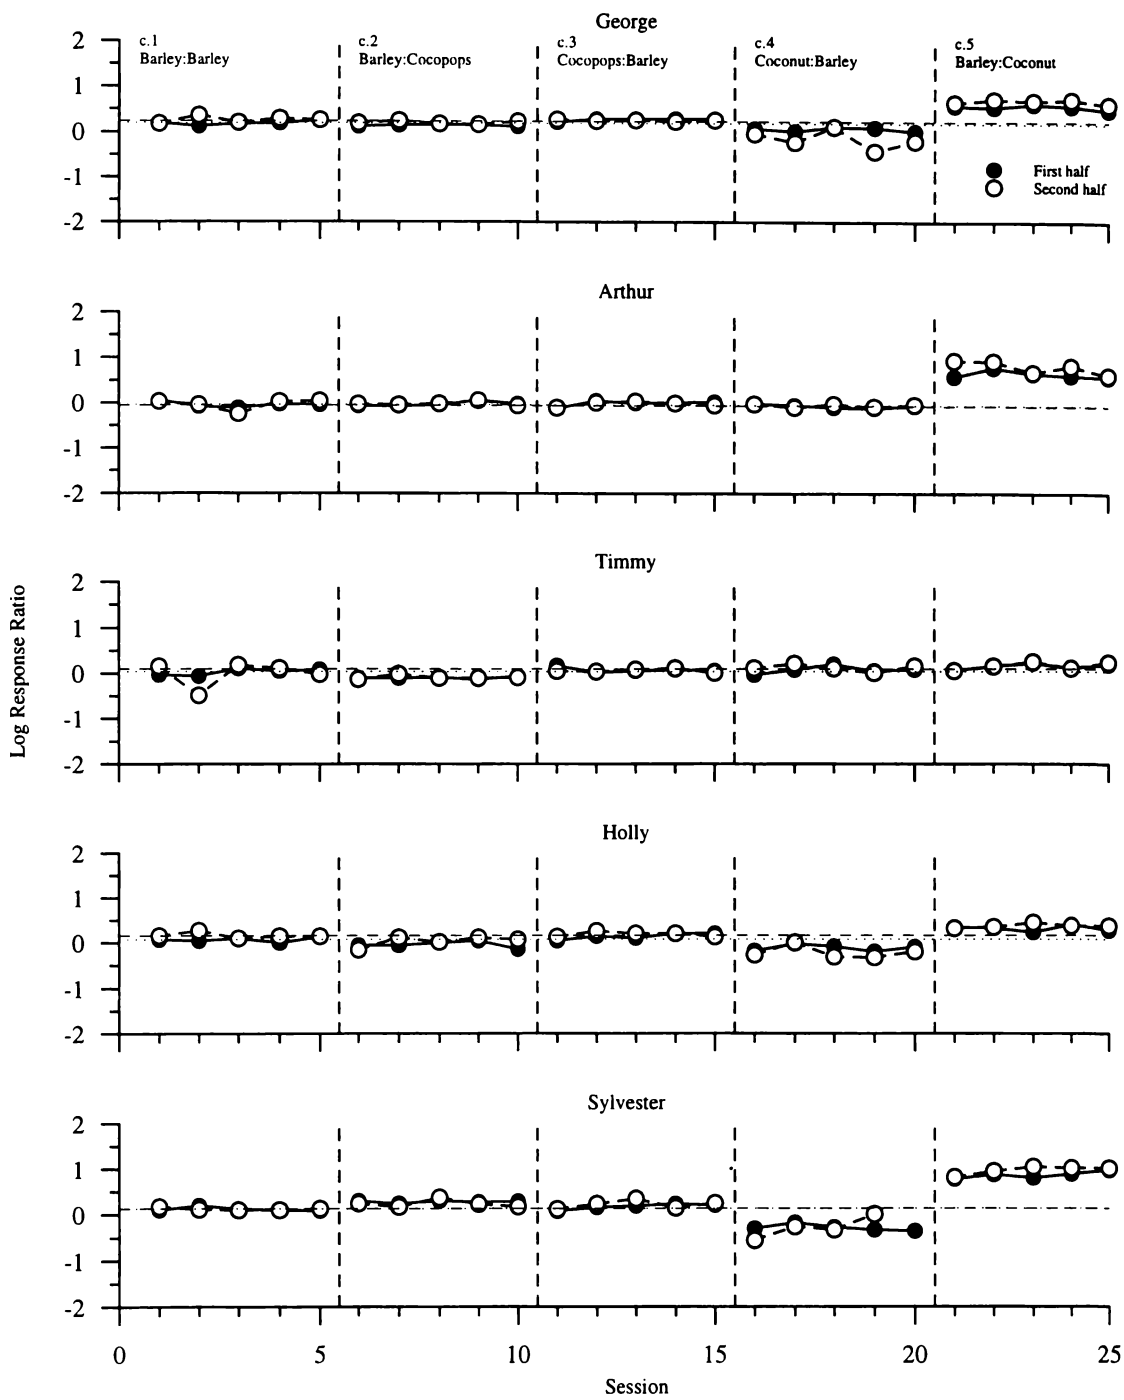 George
c.1
Barley:Barley
c.2
Barley:Cocopops
c.3
Cocopops:Barley
c.4
Coconut:Barley
c.5
Barley:Coconut
2
1
0
-1
-2
First half
Second half
Arthur
2
1
0
-1
-2
Timmy
2
1
0
-1
-2
Log Response Ratio
Holly
2
1
0
-1
-2
Sylvester
2
1
0
-1
-2
0 5 10 15 20 25
Session